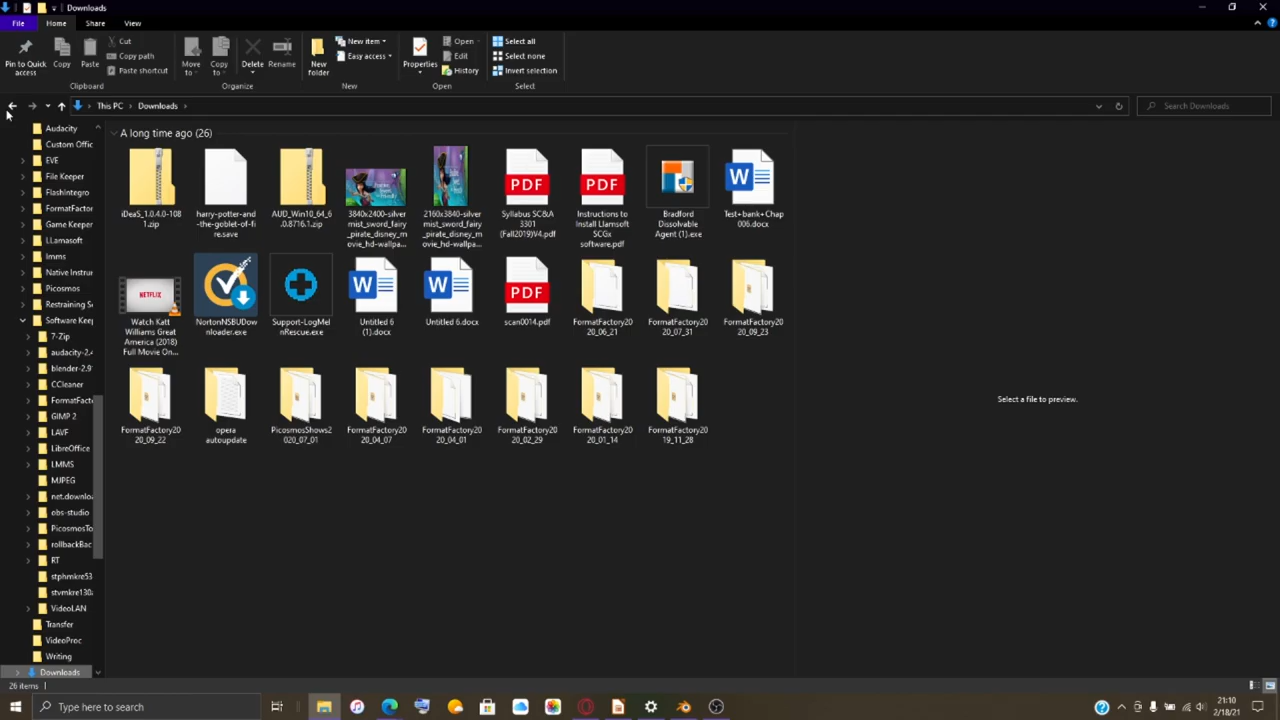 Downloads
File Home Share View
Pin to Quick access
Copy
Paste
Cut
Copy path
Paste shortcut
Clipboard
Move to
Copy to
Delete
Rename
Organize
New folder
New item
Easy access
New
Properties
Open
Edit
History
Open
Select all
Select none
Invert selection
Select
This PC Downloads
Search Downloads
Audacity
Custom Offic
EVE
File Keeper
FlashIntegro
FormatFactor
Game Keeper
LLamasoft
lmms
Native Instrum
Picosmos
Restraining So
Software Keep
7-Zip
audacity-2.4
blender-2.9
CCleaner
FormatFact
GIMP 2
LAVF
LibreOffice
LMMS
MJPEG
net.downloa
obs-studio
PicosmosTo
rollbackBac
RT
stphmkre53
stvmkre130
VideoLAN
Transfer
VideoProc
Writing
Downloads
A long time ago (26)
iDeaS_1.0.4.0-108
1.zip
harry-potter-and
-the-goblet-of-fi
re.save
AUD_Win10_64_6
.0.8716.1.zip
3840x2400-silver
mist_sword_fairy
_pirate_disney_m
ovie_hd-wallpa...
2160x3840-silver
mist_sword_fairy
_pirate_disney_m
ovie_hd-wallpa...
PDF
Syllabus SC&A
3301
(Fall2019)V4.pdf
PDF
Instructions to
Install Llamsoft
SCGx
software.pdf
Bradford
Dissolvable
Agent (1).exe
Test+bank+Chap
006.docx
NETFLIX
Watch Katt
Williams Great
America (2018)
Full Movie On...
NortonNSBUDow
nloader.exe
Support-LogMeI
nRescue.exe
Untitled 6
(1).docx
Untitled 6.docx
PDF
scan0014.pdf
FormatFactory20
20_06_21
FormatFactory20
20_07_31
FormatFactory20
20_09_23
FormatFactory20
20_09_22
opera
autoupdate
PicosmosShows2
020_07_01
FormatFactory20
20_04_07
FormatFactory20
20_04_01
FormatFactory20
20_02_29
FormatFactory20
20_01_14
FormatFactory20
19_11_28
Select a file to preview.
26 items
Type here to search
21:10
2/18/21